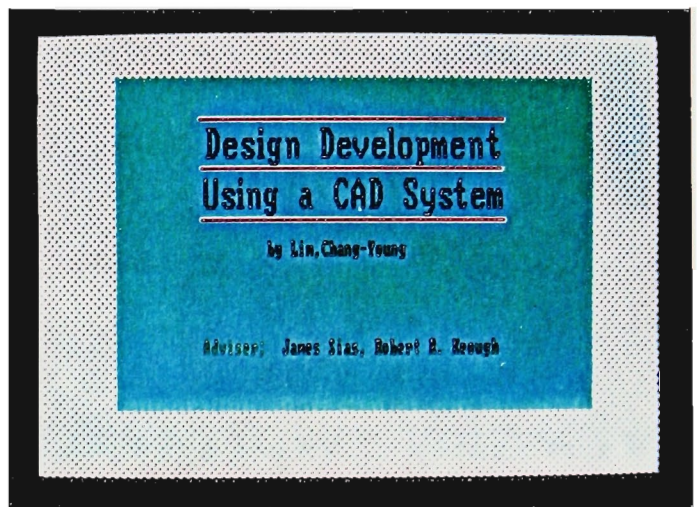 Design Development
Using a CAD System
by Lim,Chang-Young
Adviser; James Sias, Robert A. Keough